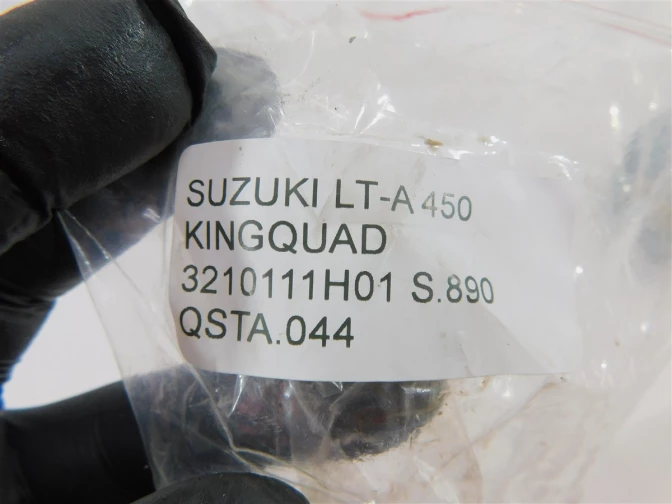 SUZUKI LT-A 450
KINGQUAD
3210111H01 S.890
QSTA.044